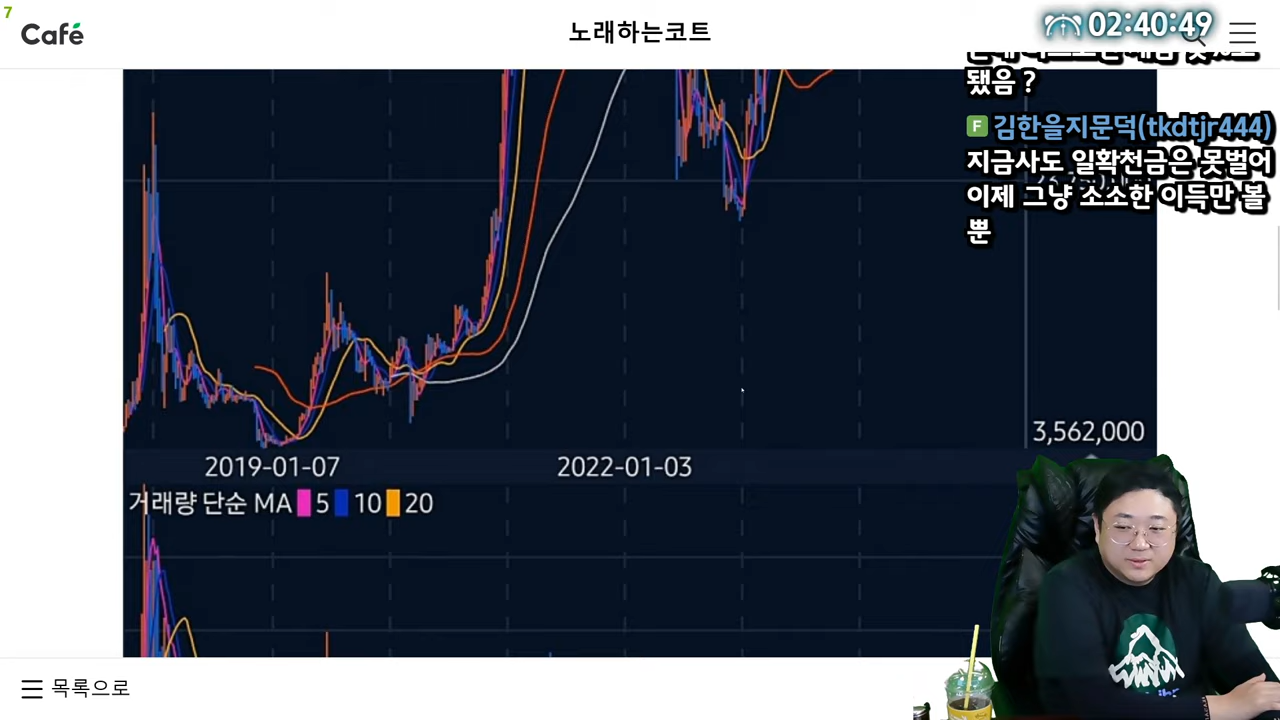 7
Café
노래하는코트
02:40:49
됐음 ?
F 김한을지문덕(tkdtjr444)
지금사도 일확천금은 못벌어
이제 그냥 소소한 이득만 볼
뿐
3,562,000
2019-01-07
2022-01-03
거래량 단순 MA 5 10 20
목록으로